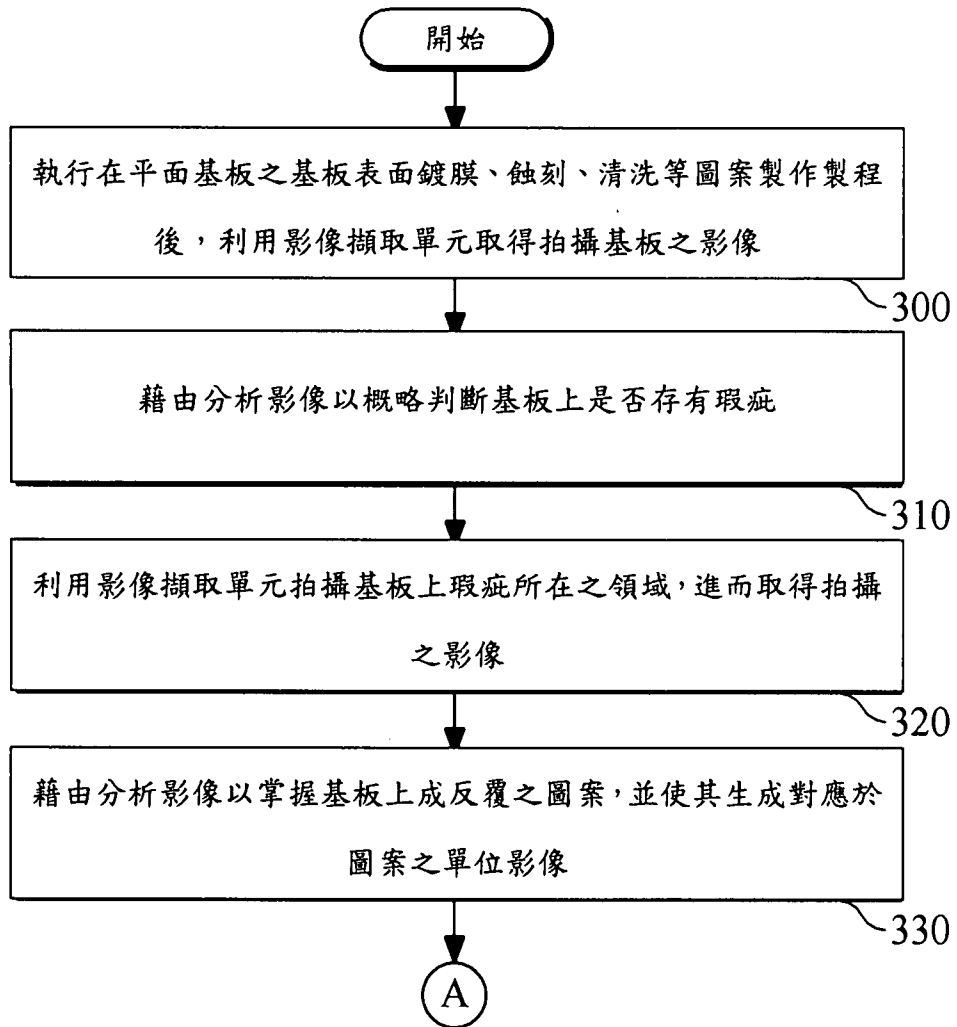 開始
執行在平面基板之基板表面鍍膜、蝕刻、清洗等圖案製作製程
後，利用影像擷取單元取得拍攝基板之影像
300
藉由分析影像以概略判斷基板上是否存有瑕疵
310
利用影像擷取單元拍攝基板上瑕疵所在之領域，進而取得拍攝
之影像
320
藉由分析影像以掌握基板上成反覆之圖案，並使其生成對應於
圖案之單位影像
330
A